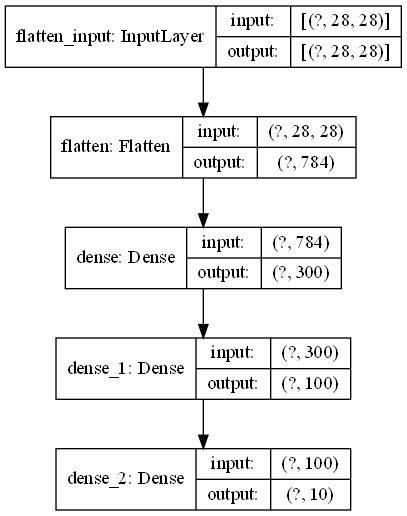 flatten_input: InputLayer
input: [(?, 28, 28)]
output: [(?, 28, 28)]
flatten: Flatten
input: (?, 28, 28)
output: (?, 784)
dense: Dense
input: (?, 784)
output: (?, 300)
dense_1: Dense
input: (?, 300)
output: (?, 100)
dense_2: Dense
input: (?, 100)
output: (?, 10)